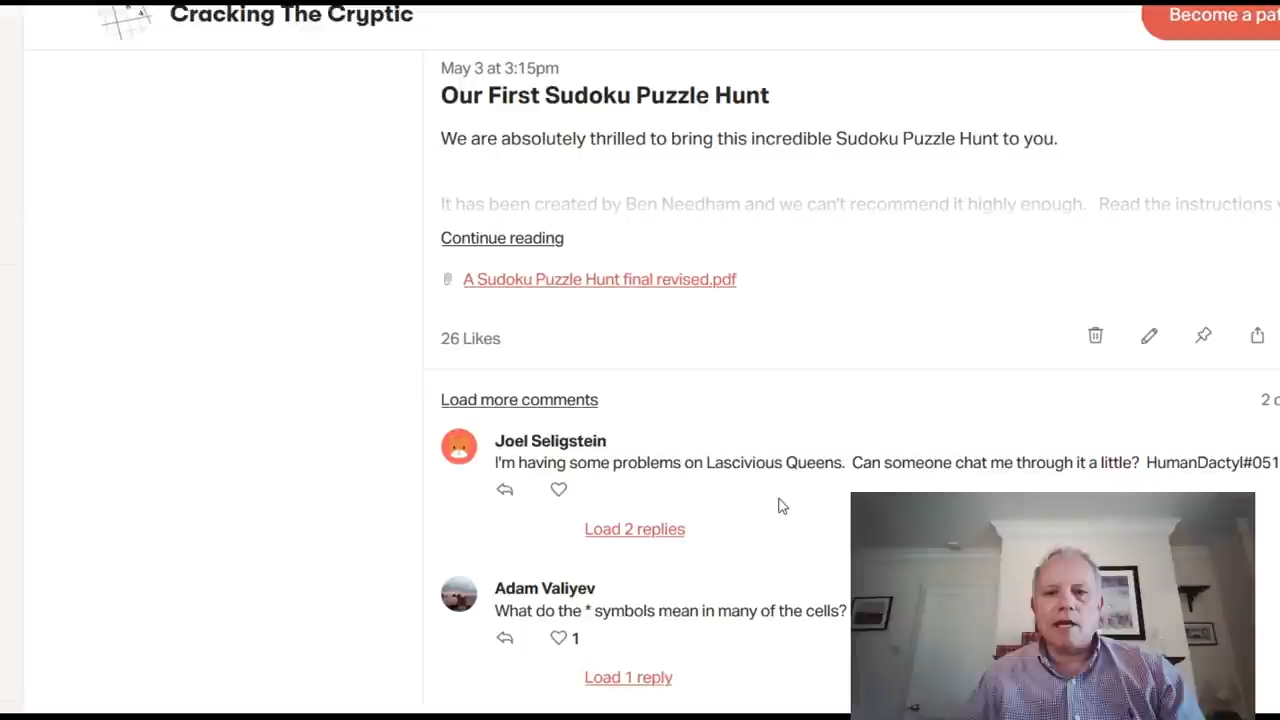 Cracking The Cryptic
Become a pat
May 3 at 3:15pm
Our First Sudoku Puzzle Hunt
We are absolutely thrilled to bring this incredible Sudoku Puzzle Hunt to you.
It has been created by Ben Needham and we can't recommend it highly enough. Read the instructions
Continue reading
A Sudoku Puzzle Hunt final revised.pdf
26 Likes
Load more comments
2 o
Joel Seligstein
I'm having some problems on Lascivious Queens. Can someone chat me through it a little? HumanDactyl#051
Load 2 replies
Adam Valiyev
What do the * symbols mean in many of the cells?
1
Load 1 reply